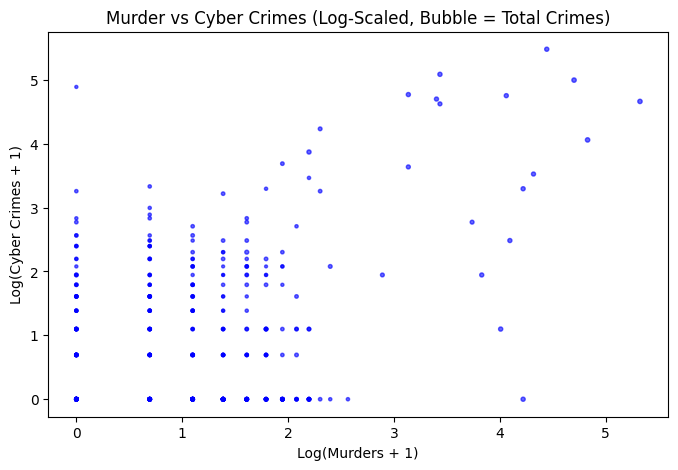 Murder vs Cyber Crimes (Log-Scaled, Bubble = Total Crimes)
Log(Cyber Crimes + 1)
5
4
3
2
1
0
0 1 2 3 4 5
Log(Murders + 1)